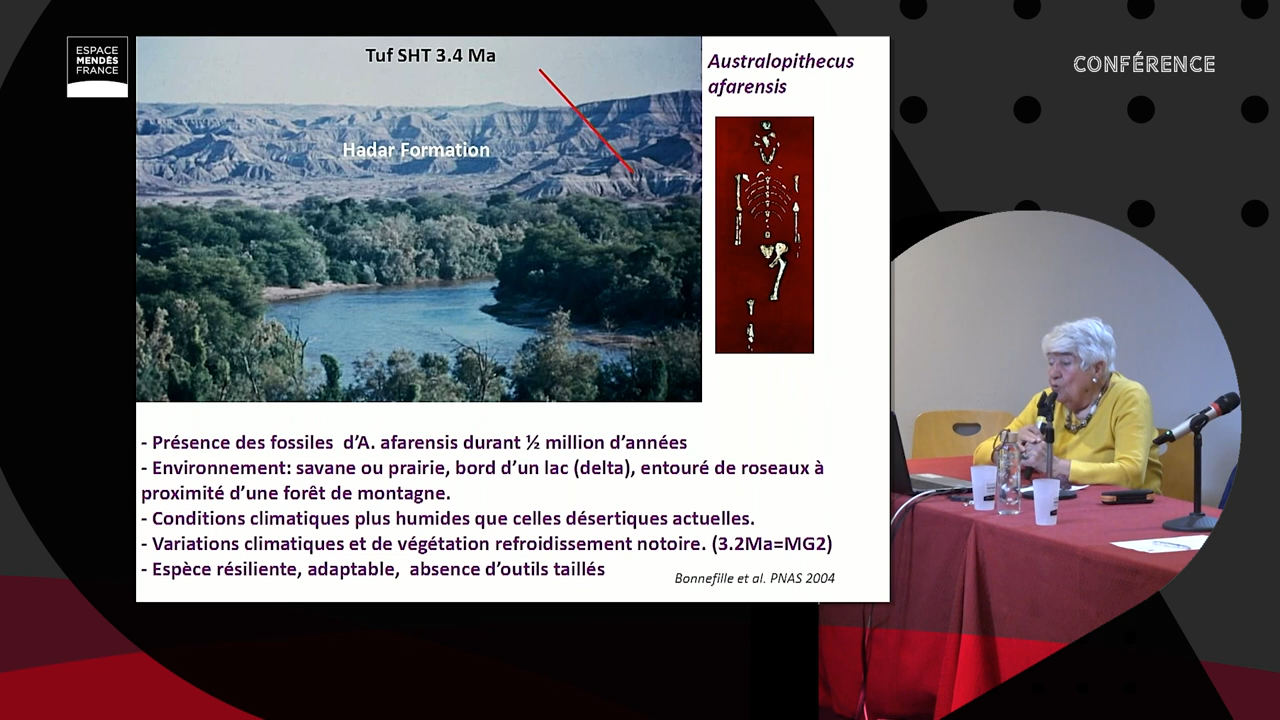 ESPACE
MENDÈS
FRANCE
CONFÉRENCE
Tuf SHT 3.4 Ma
Hadar Formation
Australopithecus
afarensis
- Présence des fossiles  d’A. afarensis durant ½ million d’années
- Environnement: savane ou prairie, bord d’un lac (delta), entouré de roseaux à
proximité d’une forêt de montagne.
- Conditions climatiques plus humides que celles désertiques actuelles.
- Variations climatiques et de végétation refroidissement notoire. (3.2Ma=MG2)
- Espèce résiliente, adaptable,  absence d’outils taillés
Bonnefille et al. PNAS 2004